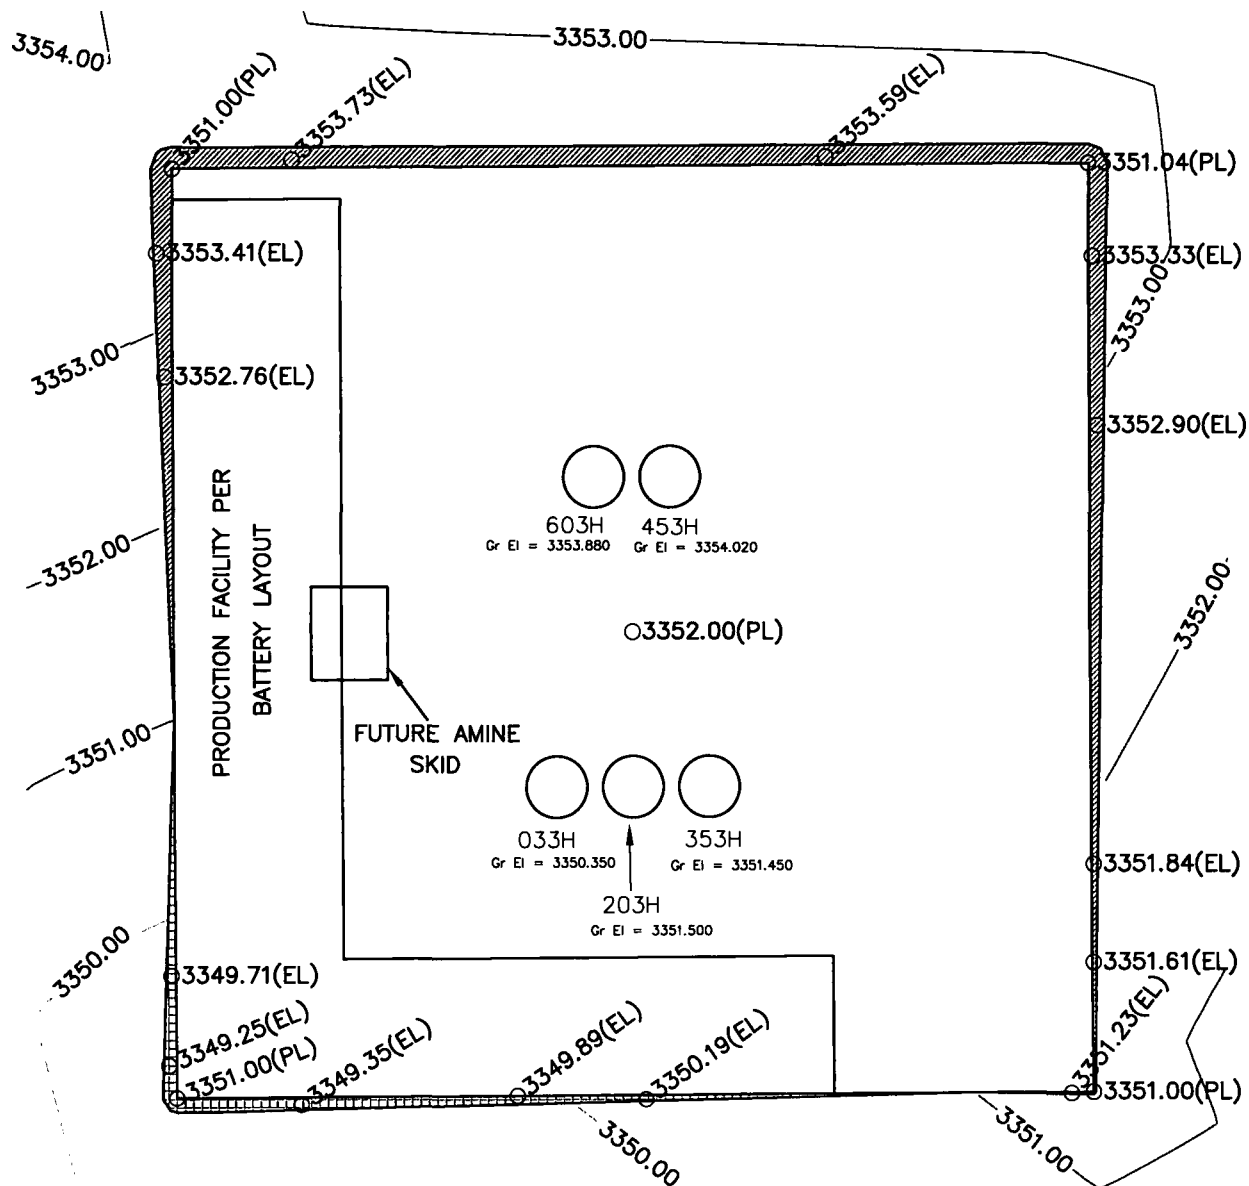 3354.00
3353.00
3351.00(PL)
3353.73(EL)
3353.59(EL)
3351.04(PL)
3353.41(EL)
3353.33(EL)
3353.00
3353.00
3352.76(EL)
3352.90(EL)
603H
Gr El = 3353.880
453H
Gr El = 3354.020
PRODUCTION FACILITY PER
BATTERY LAYOUT
3352.00
3352.00
3352.00(PL)
3351.00
FUTURE AMINE
SKID
033H
Gr El = 3350.350
353H
Gr El = 3351.450
203H
Gr El = 3351.500
3351.84(EL)
3350.00
3349.71(EL)
3351.61(EL)
3349.25(EL)
3351.00(PL)
3349.35(EL)
3349.89(EL)
3350.19(EL)
3351.23(EL)
3351.00(PL)
3350.00
3351.00